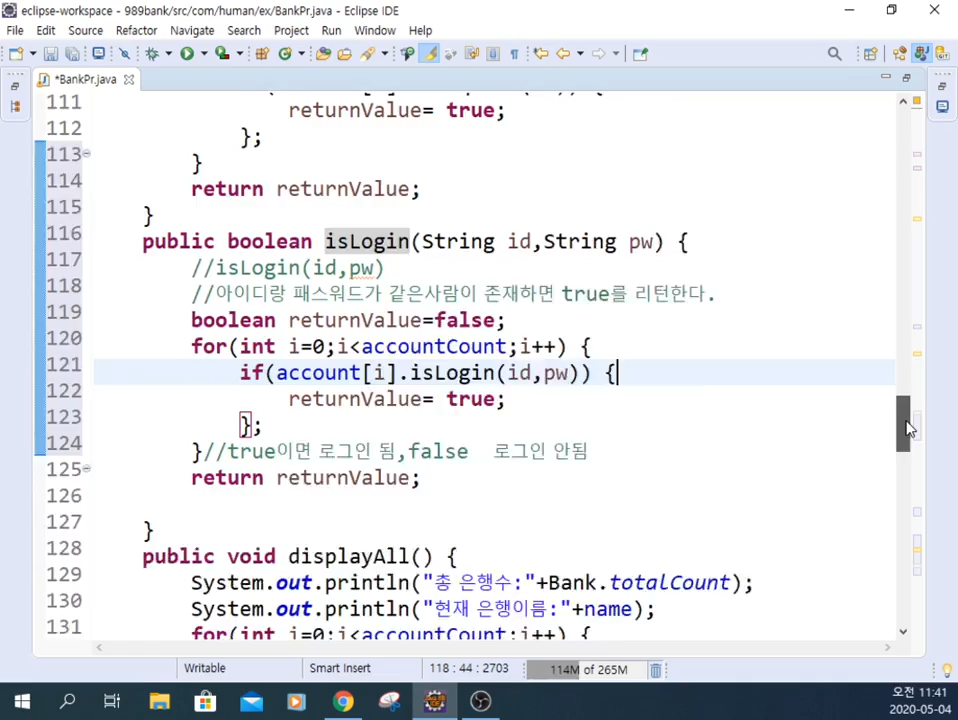 eclipse-workspace - 989bank/src/com/human/ex/BankPr.java - Eclipse IDE
File Edit Source Refactor Navigate Search Project Run Window Help
*BankPr.java
111 returnValue= true;
112 };
113 }
114 return returnValue;
115 }
116 public boolean isLogin(String id,String pw) {
117 //isLogin(id,pw)
118 //아이디랑 패스워드가 같은사람이 존재하면 true를 리턴한다.
119 boolean returnValue=false;
120 for(int i=0;i<accountCount;i++) {
121 if(account[i].isLogin(id,pw)) {
122 returnValue= true;
123 };
124 }//true이면 로그인 됨,false 로그인 안됨
125 return returnValue;
126
127 }
128 public void displayAll() {
129 System.out.println("총 은행수:"+Bank.totalCount);
130 System.out.println("현재 은행이름:"+name);
131 for(int i=0;i<accountCount;i++) {
Writable Smart Insert 118 : 44 : 2703 114M of 265M
오전 11:41
2020-05-04